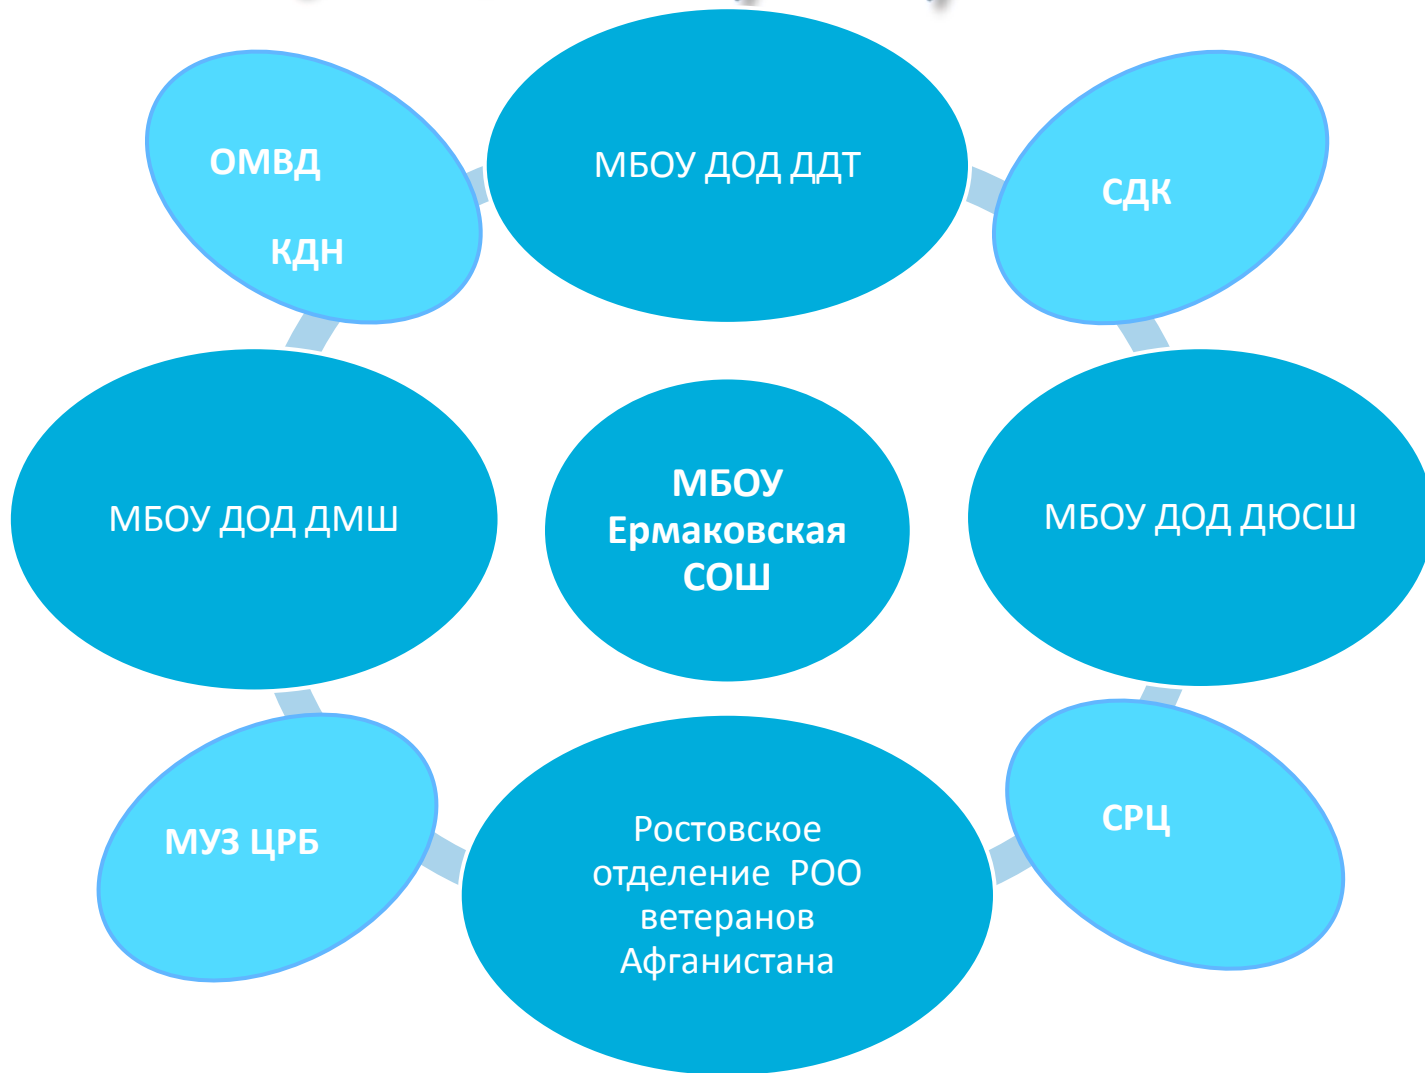 МБОУ ДОД ДДТ
ОМВД
КДН
СДК
МБОУ ДОД ДМШ
МБОУ
Ермаковская
СОШ
МБОУ ДОД ДЮСШ
МУЗ ЦРБ
Ростовское
отделение РОО
ветеранов
Афганистана
СРЦ